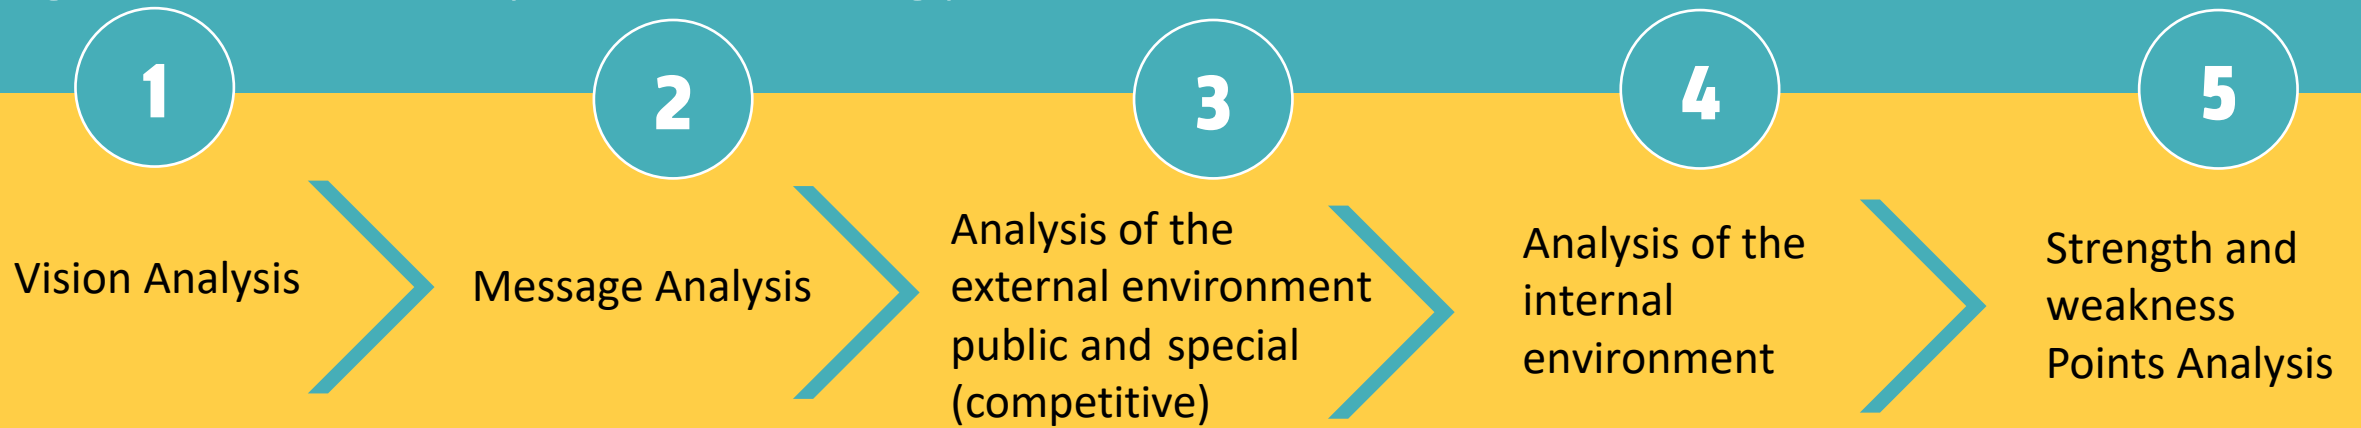 1
2
3
4
5
Vision Analysis
Message Analysis
Analysis of the
external environment
public and special
(competitive)
Analysis of the
internal
environment
Strength and
weakness
Points Analysis